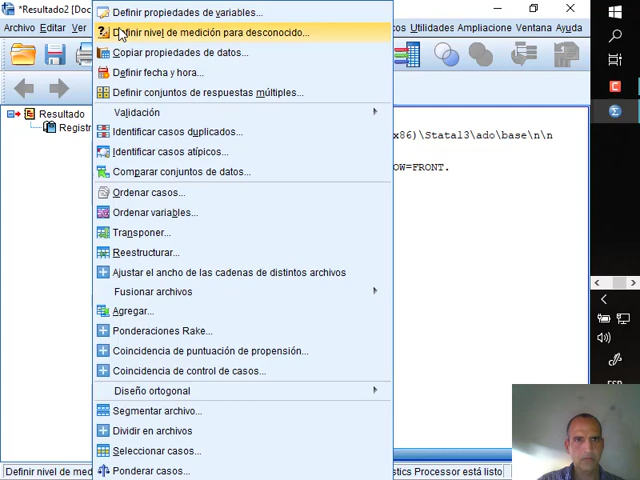 *Resultado2 [Doc
Archivo Editar Ver
Utilidades Ampliaciones Ventana Ayuda
Definir propiedades de variables...
Definir nivel de medición para desconocido...
Copiar propiedades de datos...
Definir fecha y hora...
Definir conjuntos de respuestas múltiples...
Validación
Identificar casos duplicados...
Identificar casos atípicos...
Comparar conjuntos de datos...
Ordenar casos...
Ordenar variables...
Transponer...
Reestructurar...
Ajustar el ancho de las cadenas de distintos archivos
Fusionar archivos
Agregar...
Ponderaciones Rake...
Coincidencia de puntuación de propensión...
Coincidencia de control de casos...
Diseño ortogonal
Segmentar archivo...
Dividir en archivos
Seleccionar casos...
Ponderar casos...
Resultado
Registr
x86)\Stata13\ado\base\n\n
OW=FRONT.
Definir nivel de med
stics Processor está listo